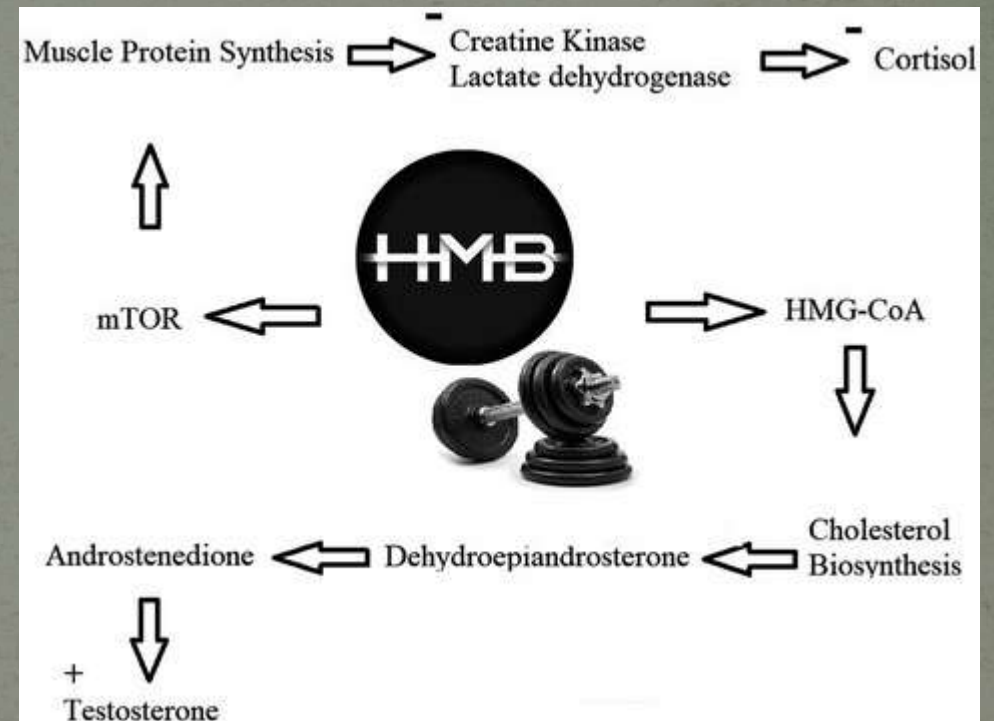 Muscle Protein Synthesis
-
Creatine Kinase
Lactate dehydrogenase
-
Cortisol
HMB
mTOR
HMG-CoA
Cholesterol
Biosynthesis
Dehydroepiandrosterone
Androstenedione
+
Testosterone